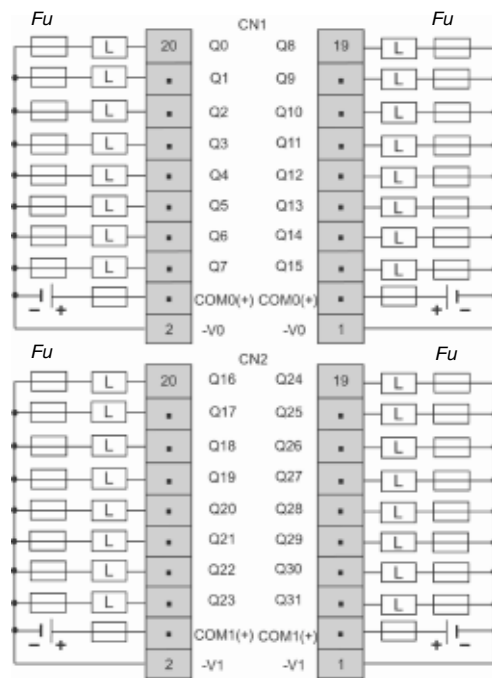 Fu CN1 Fu
L 20 Q0 Q8 19 L
L Q1 Q9 L
L Q2 Q10 L
L Q3 Q11 L
L Q4 Q12 L
L Q5 Q13 L
L Q6 Q14 L
L Q7 Q15 L
- + COM0(+) COM0(+) + -
2 -V0 -V0 1
Fu CN2 Fu
L 20 Q16 Q24 19 L
L Q17 Q25 L
L Q18 Q26 L
L Q19 Q27 L
L Q20 Q28 L
L Q21 Q29 L
L Q22 Q30 L
L Q23 Q31 L
- + COM1(+) COM1(+) + -
2 -V1 -V1 1